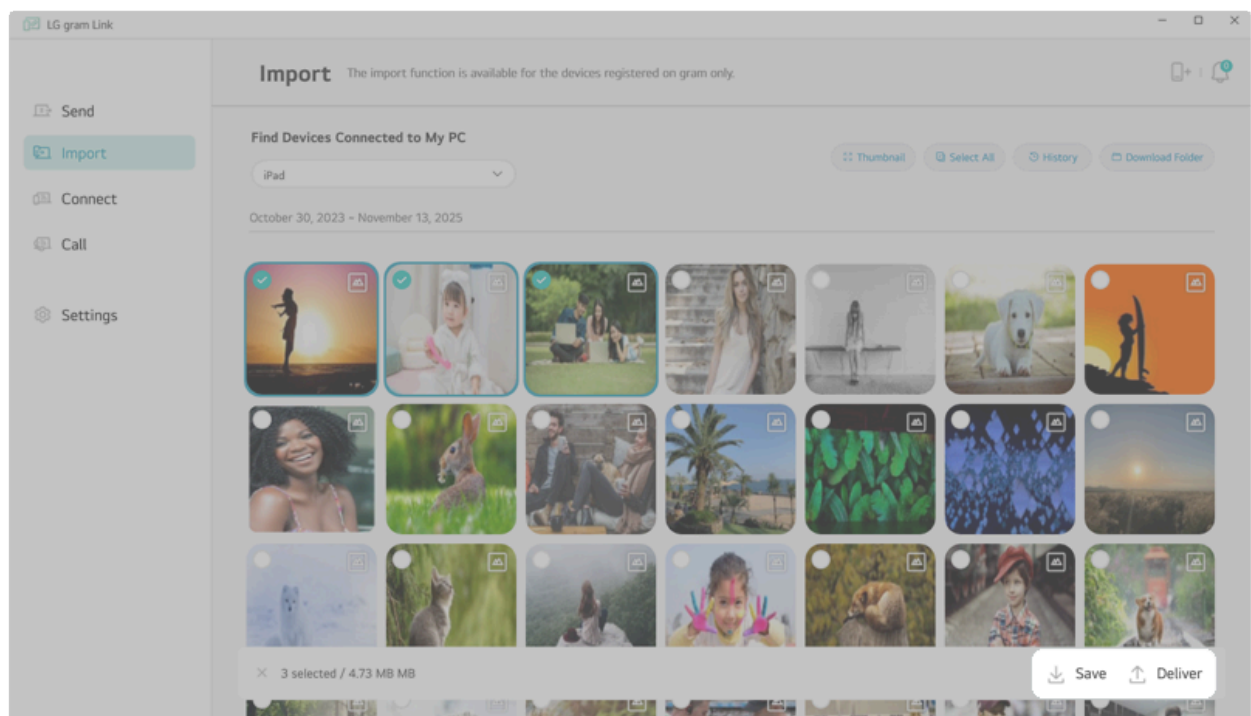 LG gram Link
Import The import function is available for the devices registered on gram only.
0
Send
Import
Connect
Call
Settings
Find Devices Connected to My PC
iPad
Thumbnail Select All History Download Folder
October 30, 2023 ~ November 13, 2025
3 selected / 4.73 MB MB
Save Deliver